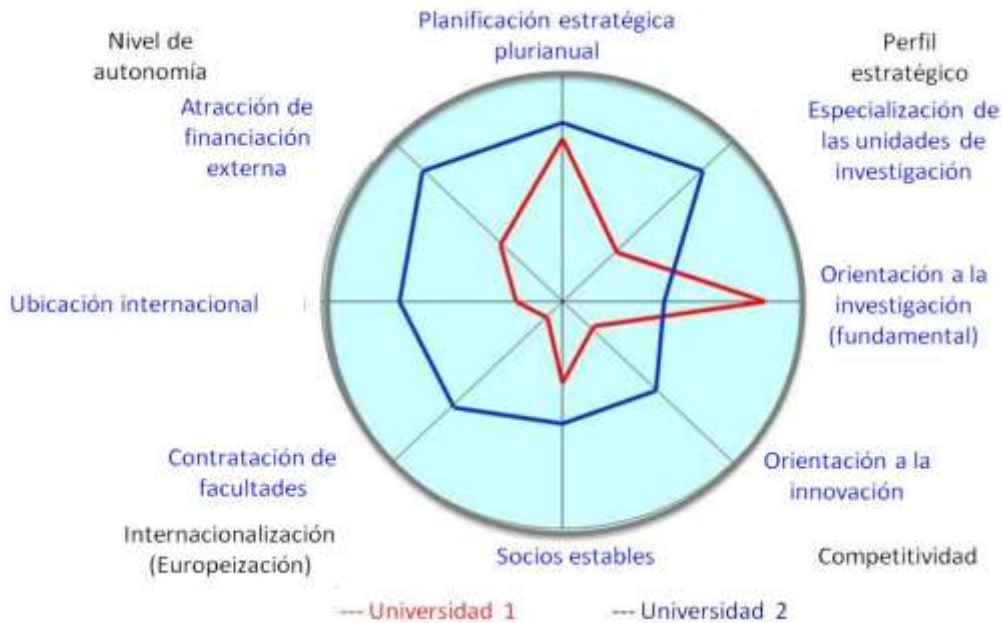 Planificación estratégica
plurianual
Nivel de
autonomía
Perfil
estratégico
Atracción de
financiación
externa
Especialización de
las unidades de
investigación
Ubicación internacional
Orientación a la
investigación
(fundamental)
Contratación de
facultades
Orientación a la
innovación
Internacionalización
(Europeización)
Socios estables
Competitividad
--- Universidad 1
--- Universidad 2